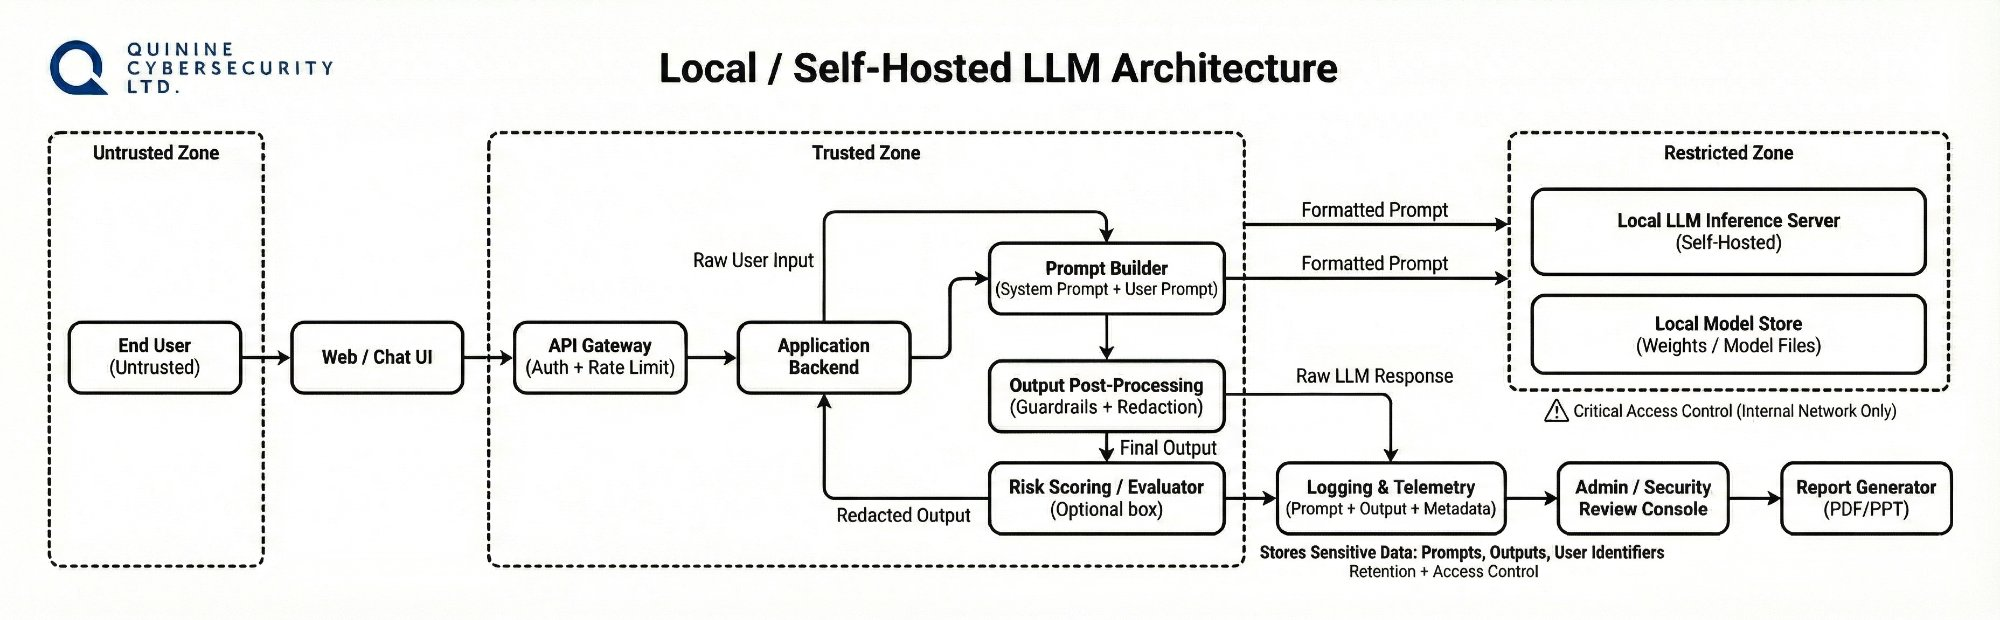 QUININE
CYBERSECURITY
LTD.
Local / Self-Hosted LLM Architecture
Untrusted Zone
End User
(Untrusted)
Web / Chat UI
Trusted Zone
API Gateway
(Auth + Rate Limit)
Application
Backend
Raw User Input
Prompt Builder
(System Prompt + User Prompt)
Output Post-Processing
(Guardrails + Redaction)
Final Output
Risk Scoring / Evaluator
(Optional box)
Redacted Output
Formatted Prompt
Formatted Prompt
Restricted Zone
Local LLM Inference Server
(Self-Hosted)
Local Model Store
(Weights / Model Files)
Critical Access Control (Internal Network Only)
Raw LLM Response
Logging & Telemetry
(Prompt + Output + Metadata)
Stores Sensitive Data: Prompts, Outputs, User Identifiers
Retention + Access Control
Admin / Security
Review Console
Report Generator
(PDF/PPT)